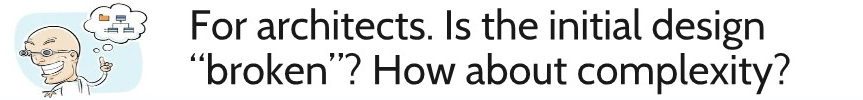 For architects. Is the initial design
“broken”? How about complexity?